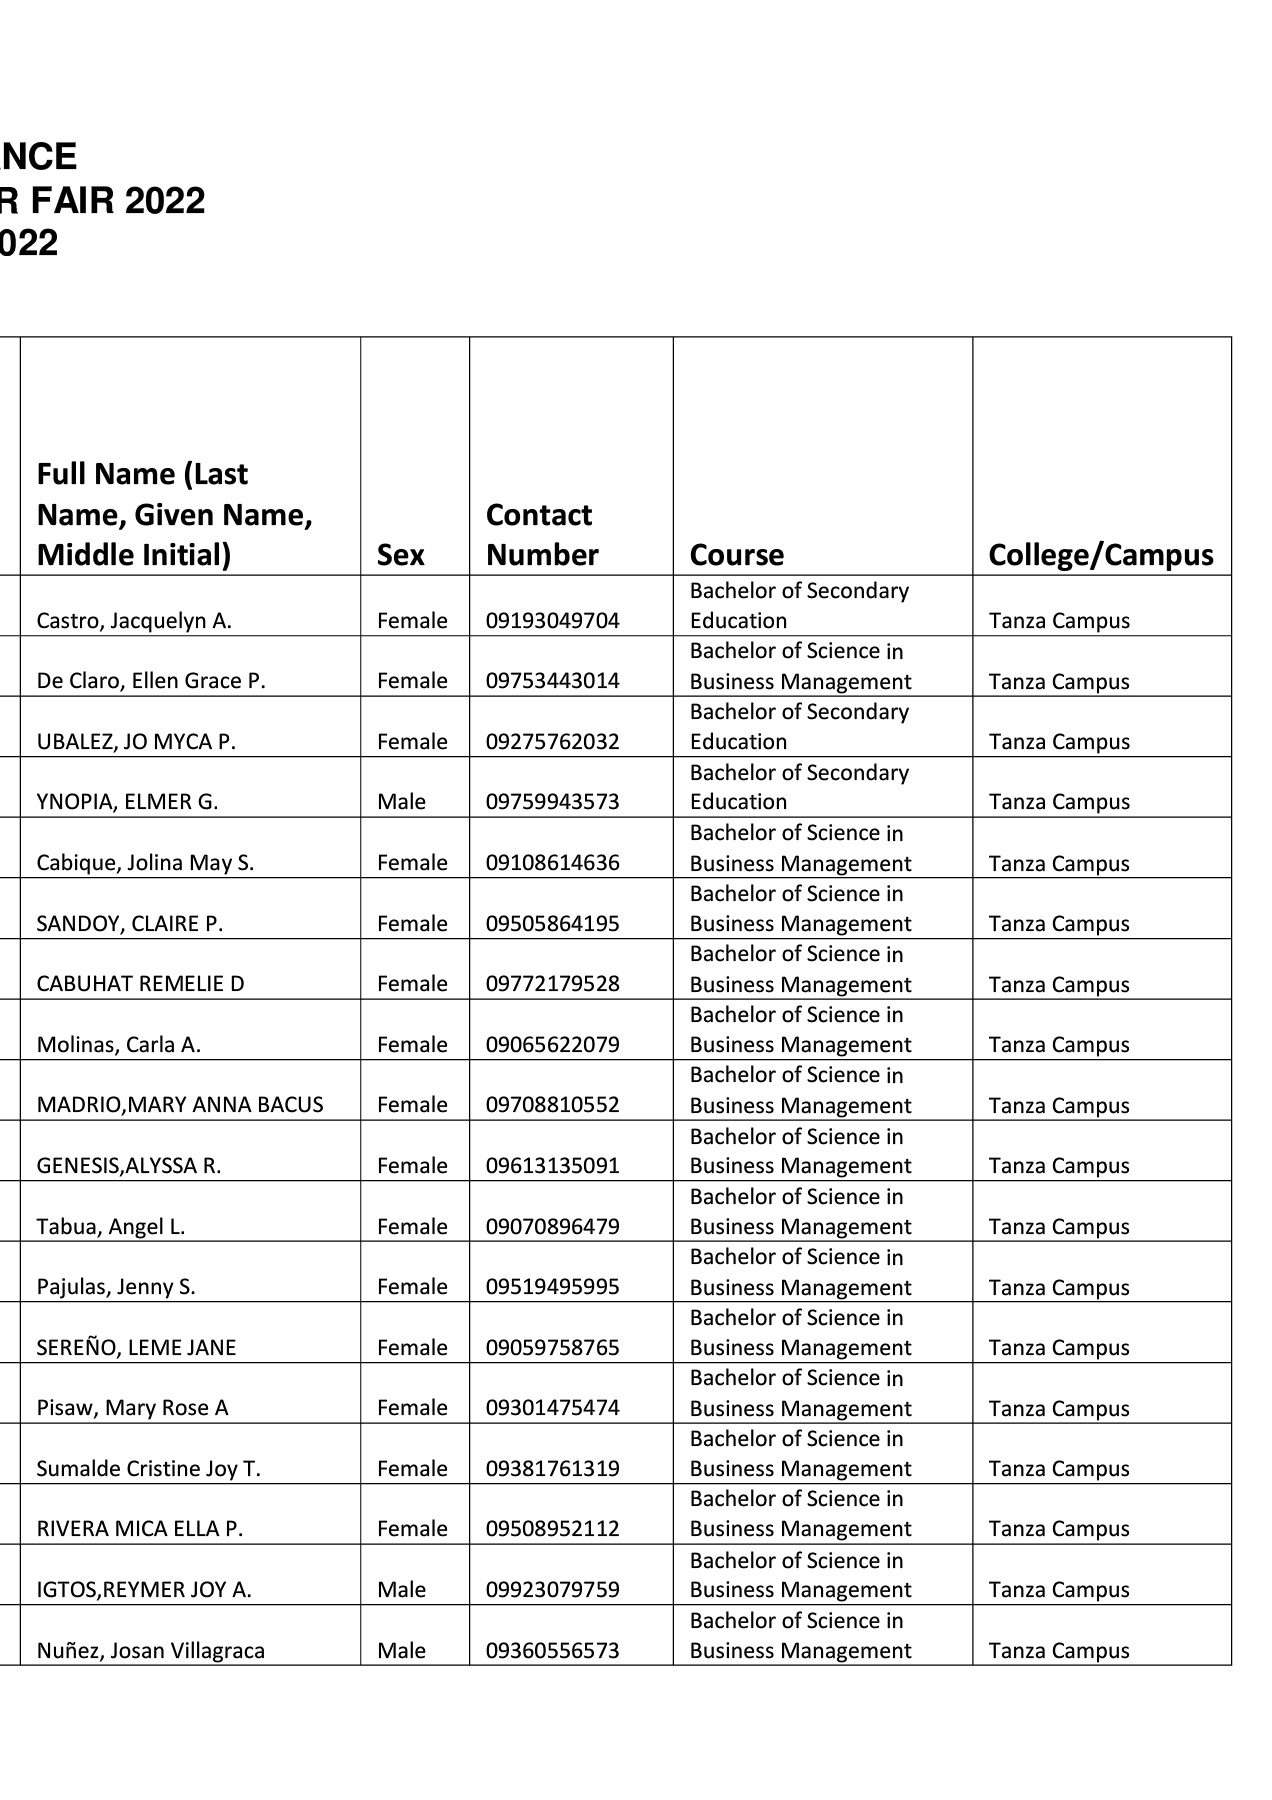 ANCE
R FAIR 2022
022
Full Name (Last
Name, Given Name,
Middle Initial)
Sex
Contact
Number
Course
College/Campus
Castro, Jacquelyn A.
Female
09193049704
Bachelor of Secondary
Education
Tanza Campus
De Claro, Ellen Grace P.
Female
09753443014
Bachelor of Science in
Business Management
Tanza Campus
UBALEZ, JO MYCA P.
Female
09275762032
Bachelor of Secondary
Education
Tanza Campus
YNOPIA, ELMER G.
Male
09759943573
Bachelor of Secondary
Education
Tanza Campus
Cabique, Jolina May S.
Female
09108614636
Bachelor of Science in
Business Management
Tanza Campus
SANDOY, CLAIRE P.
Female
09505864195
Bachelor of Science in
Business Management
Tanza Campus
CABUHAT REMELIE D
Female
09772179528
Bachelor of Science in
Business Management
Tanza Campus
Molinas, Carla A.
Female
09065622079
Bachelor of Science in
Business Management
Tanza Campus
MADRIO,MARY ANNA BACUS
Female
09708810552
Bachelor of Science in
Business Management
Tanza Campus
GENESIS,ALYSSA R.
Female
09613135091
Bachelor of Science in
Business Management
Tanza Campus
Tabua, Angel L.
Female
09070896479
Bachelor of Science in
Business Management
Tanza Campus
Pajulas, Jenny S.
Female
09519495995
Bachelor of Science in
Business Management
Tanza Campus
SEREÑO, LEME JANE
Female
09059758765
Bachelor of Science in
Business Management
Tanza Campus
Pisaw, Mary Rose A
Female
09301475474
Bachelor of Science in
Business Management
Tanza Campus
Sumalde Cristine Joy T.
Female
09381761319
Bachelor of Science in
Business Management
Tanza Campus
RIVERA MICA ELLA P.
Female
09508952112
Bachelor of Science in
Business Management
Tanza Campus
IGTOS,REYMER JOY A.
Male
09923079759
Bachelor of Science in
Business Management
Tanza Campus
Nuñez, Josan Villagraca
Male
09360556573
Bachelor of Science in
Business Management
Tanza Campus